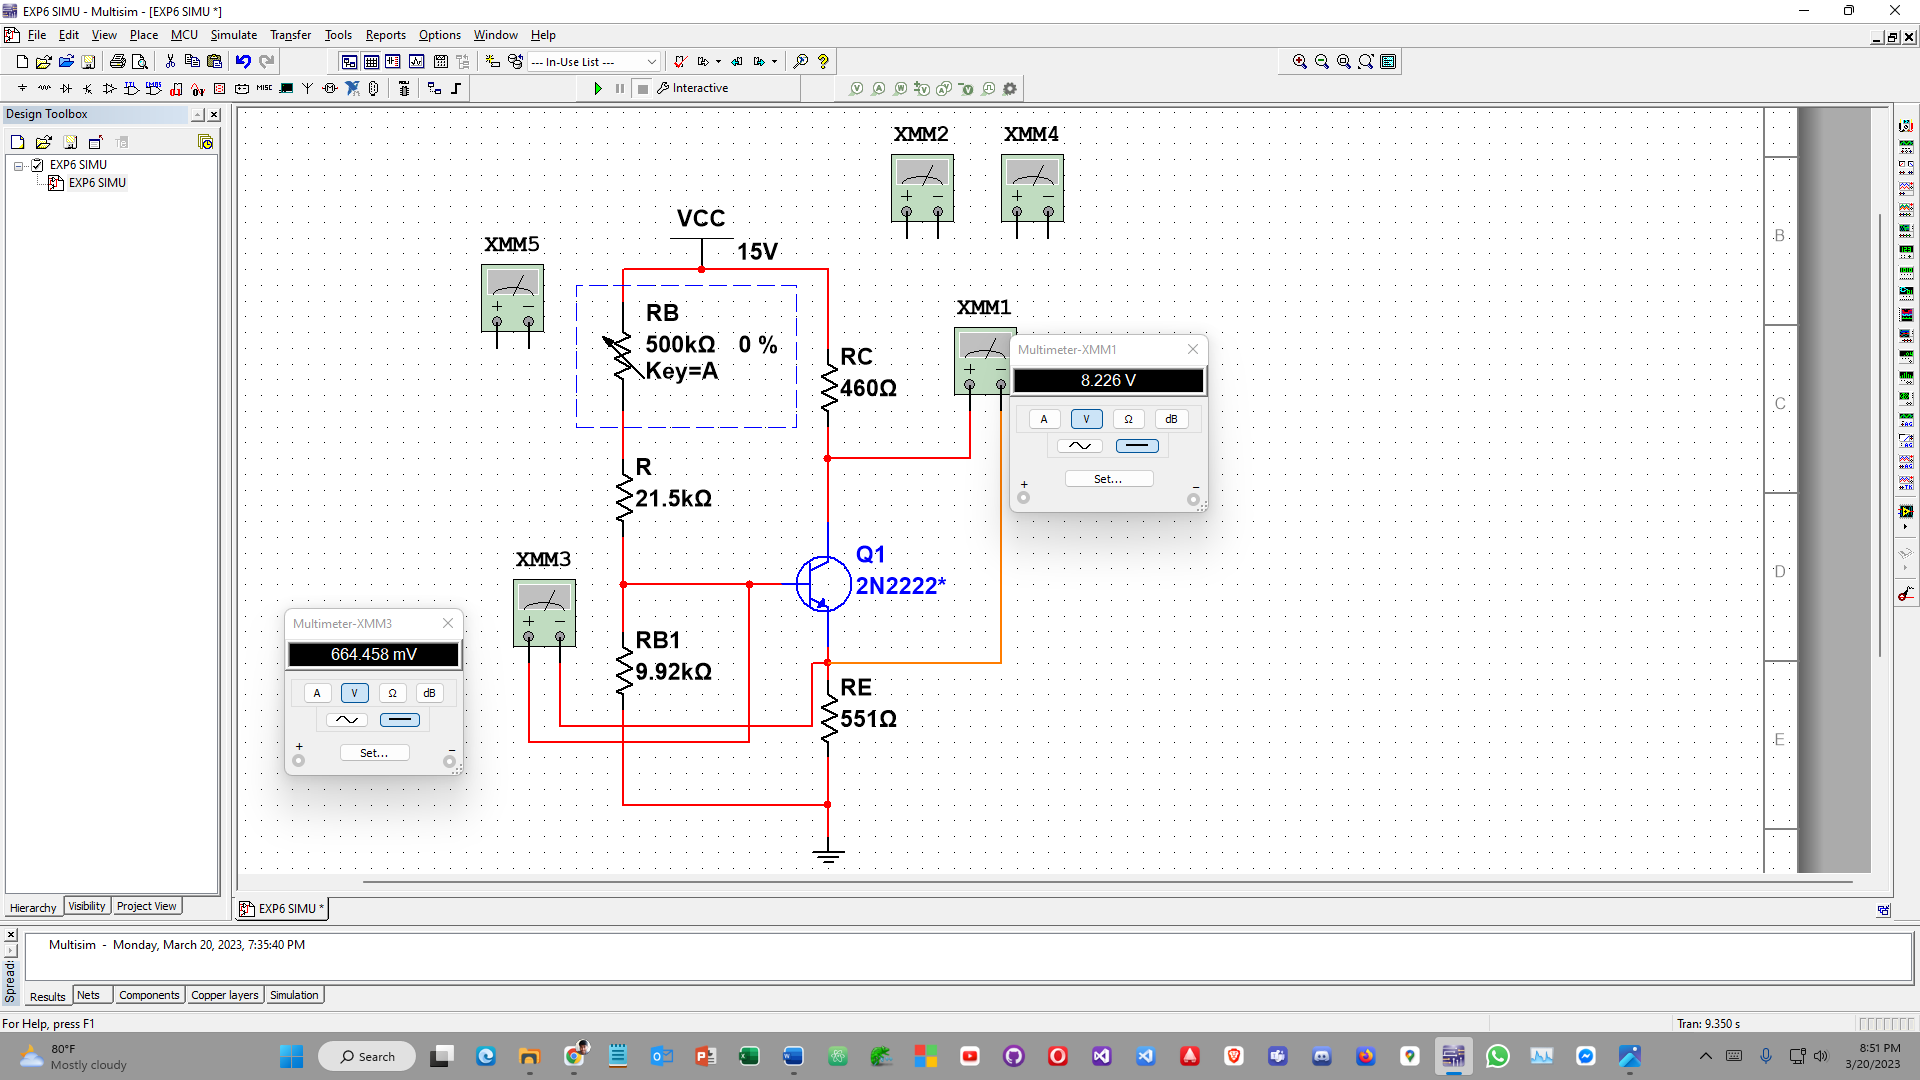 EXP6 SIMU - Multisim - [EXP6 SIMU *]
File Edit View Place MCU Simulate Transfer Tools Reports Options Window Help
--- In-Use List ---
MISC Interactive
Design Toolbox
EXP6 SIMU
EXP6 SIMU
XMM2 XMM4
VCC
15V
XMM5
RB
500kΩ 0 %
Key=A
XMM1
Multimeter-XMM1
8.226 V
A V Ω dB
Set...
+ −
RC
460Ω
R
21.5kΩ
XMM3
Q1
2N2222*
Multimeter-XMM3
664.458 mV
A V Ω dB
Set...
+ −
RB1
9.92kΩ
RE
551Ω
B
C
D
E
Hierarchy Visibility Project View
EXP6 SIMU *
Multisim - Monday, March 20, 2023, 7:35:40 PM
Results Nets Components Copper layers Simulation
For Help, press F1
Tran: 9.350 s
80°F
Mostly cloudy
Search
8:51 PM
3/20/2023